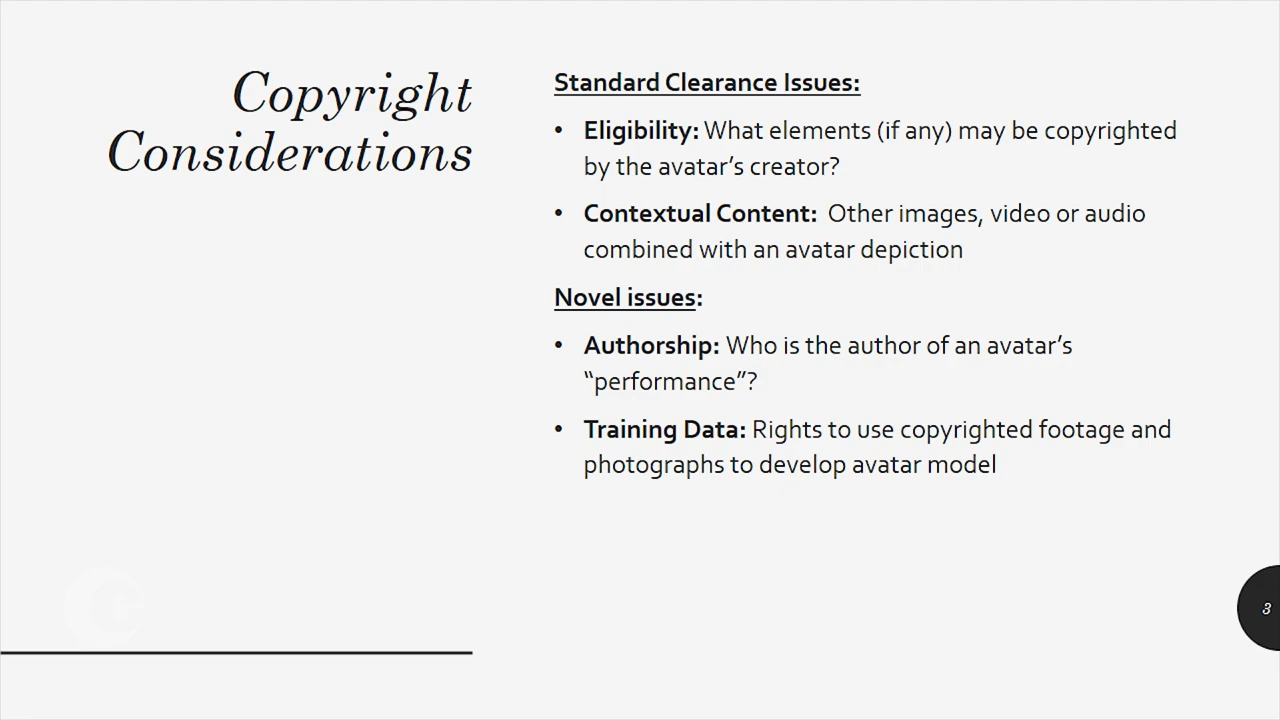 Copyright
Considerations
Standard Clearance Issues:
• Eligibility: What elements (if any) may be copyrighted
by the avatar’s creator?
• Contextual Content:  Other images, video or audio
combined with an avatar depiction
Novel issues:
• Authorship: Who is the author of an avatar’s
“performance”?
• Training Data: Rights to use copyrighted footage and
photographs to develop avatar model
3